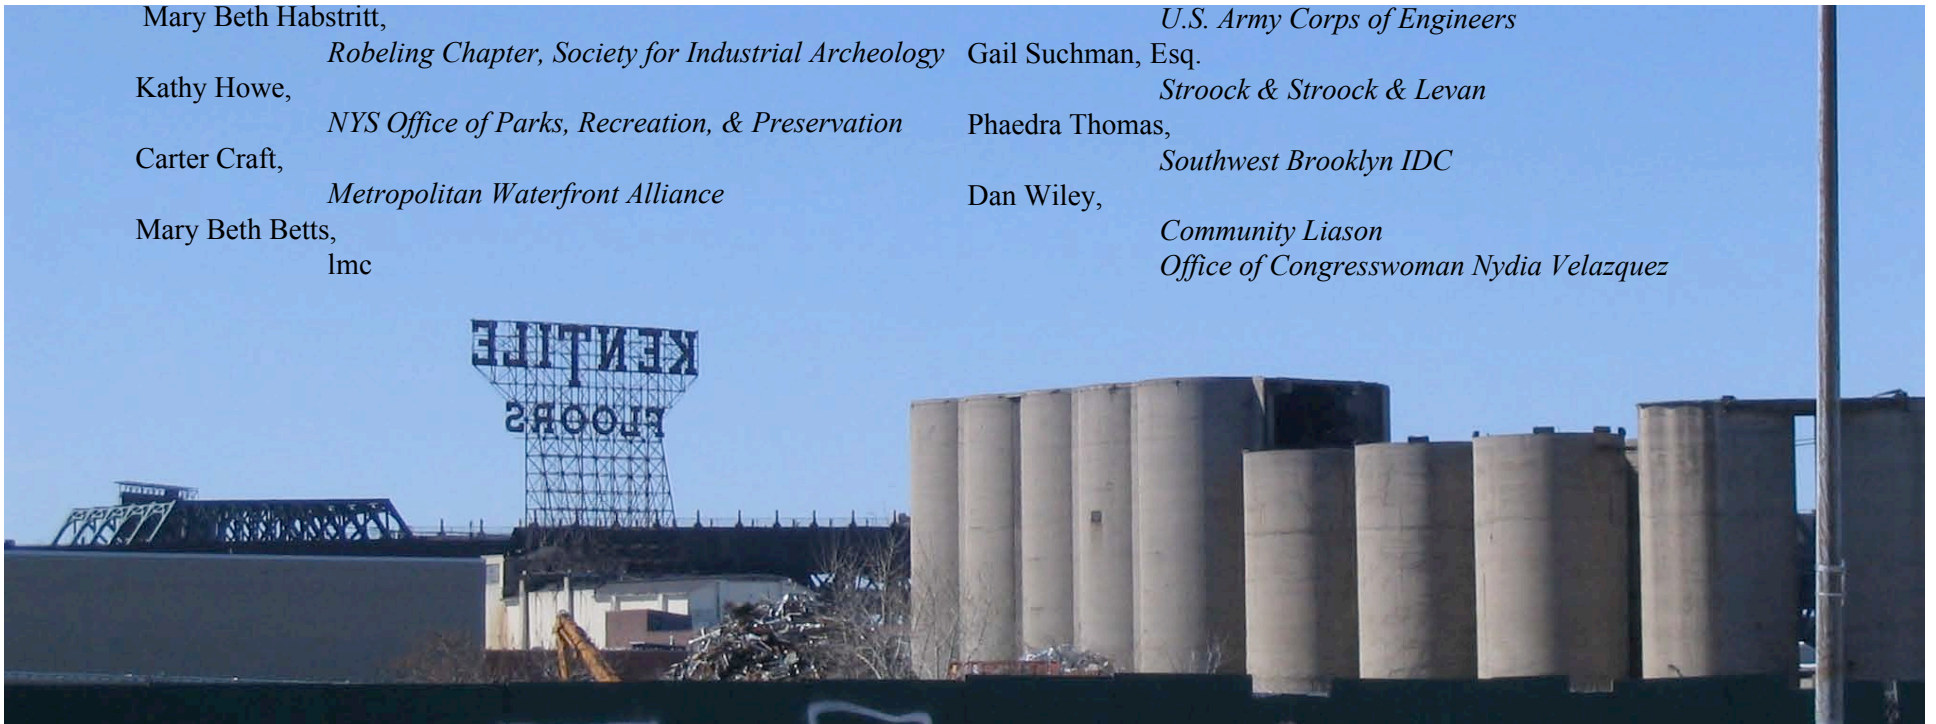 Mary Beth Habstritt,
Robeling Chapter, Society for Industrial Archeology
Kathy Howe,
NYS Office of Parks, Recreation, & Preservation
Carter Craft,
Metropolitan Waterfront Alliance
Mary Beth Betts,
lmc
U.S. Army Corps of Engineers
Gail Suchman, Esq.
Stroock & Stroock & Levan
Phaedra Thomas,
Southwest Brooklyn IDC
Dan Wiley,
Community Liason
Office of Congresswoman Nydia Velazquez
KENTILE
FLOORS